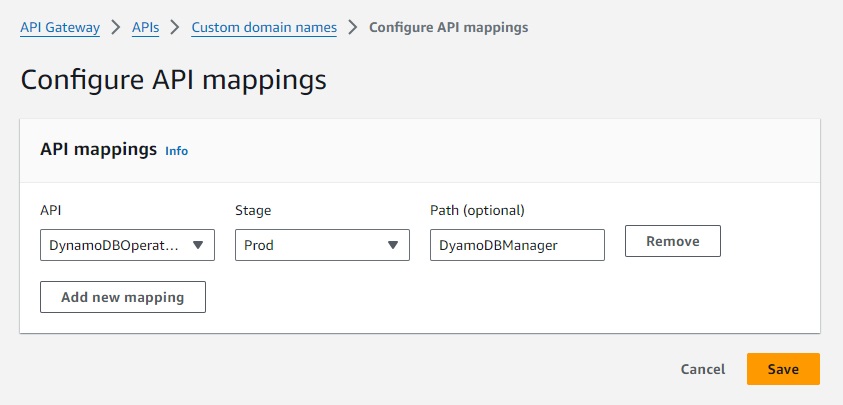 API Gateway > APIs > Custom domain names > Configure API mappings
Configure API mappings
API mappings Info
API Stage Path (optional)
DynamoDBOperat... Prod DyamoDBManager Remove
Add new mapping
Cancel Save